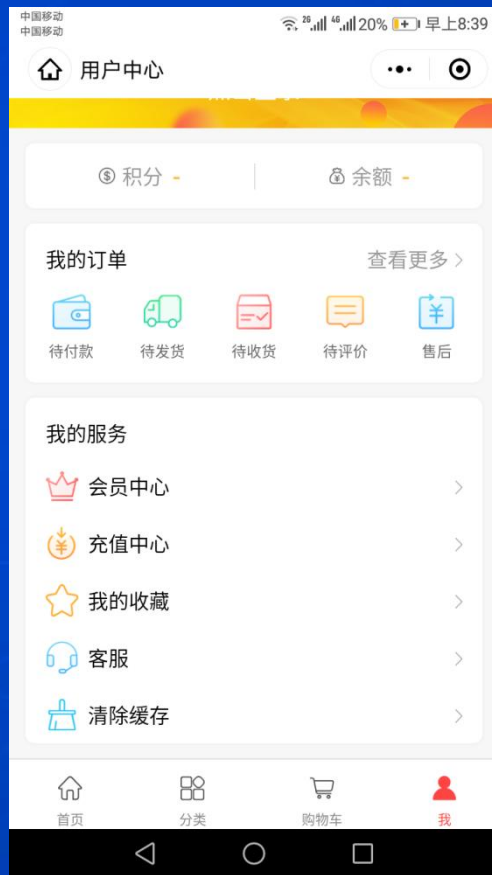 中国移动
中国移动
2G 4G 20% 早上8:39
用户中心
积分 - 余额 -
我的订单 查看更多
待付款 待发货 待收货 待评价 售后
我的服务
会员中心
充值中心
我的收藏
客服
清除缓存
首页 分类 购物车 我